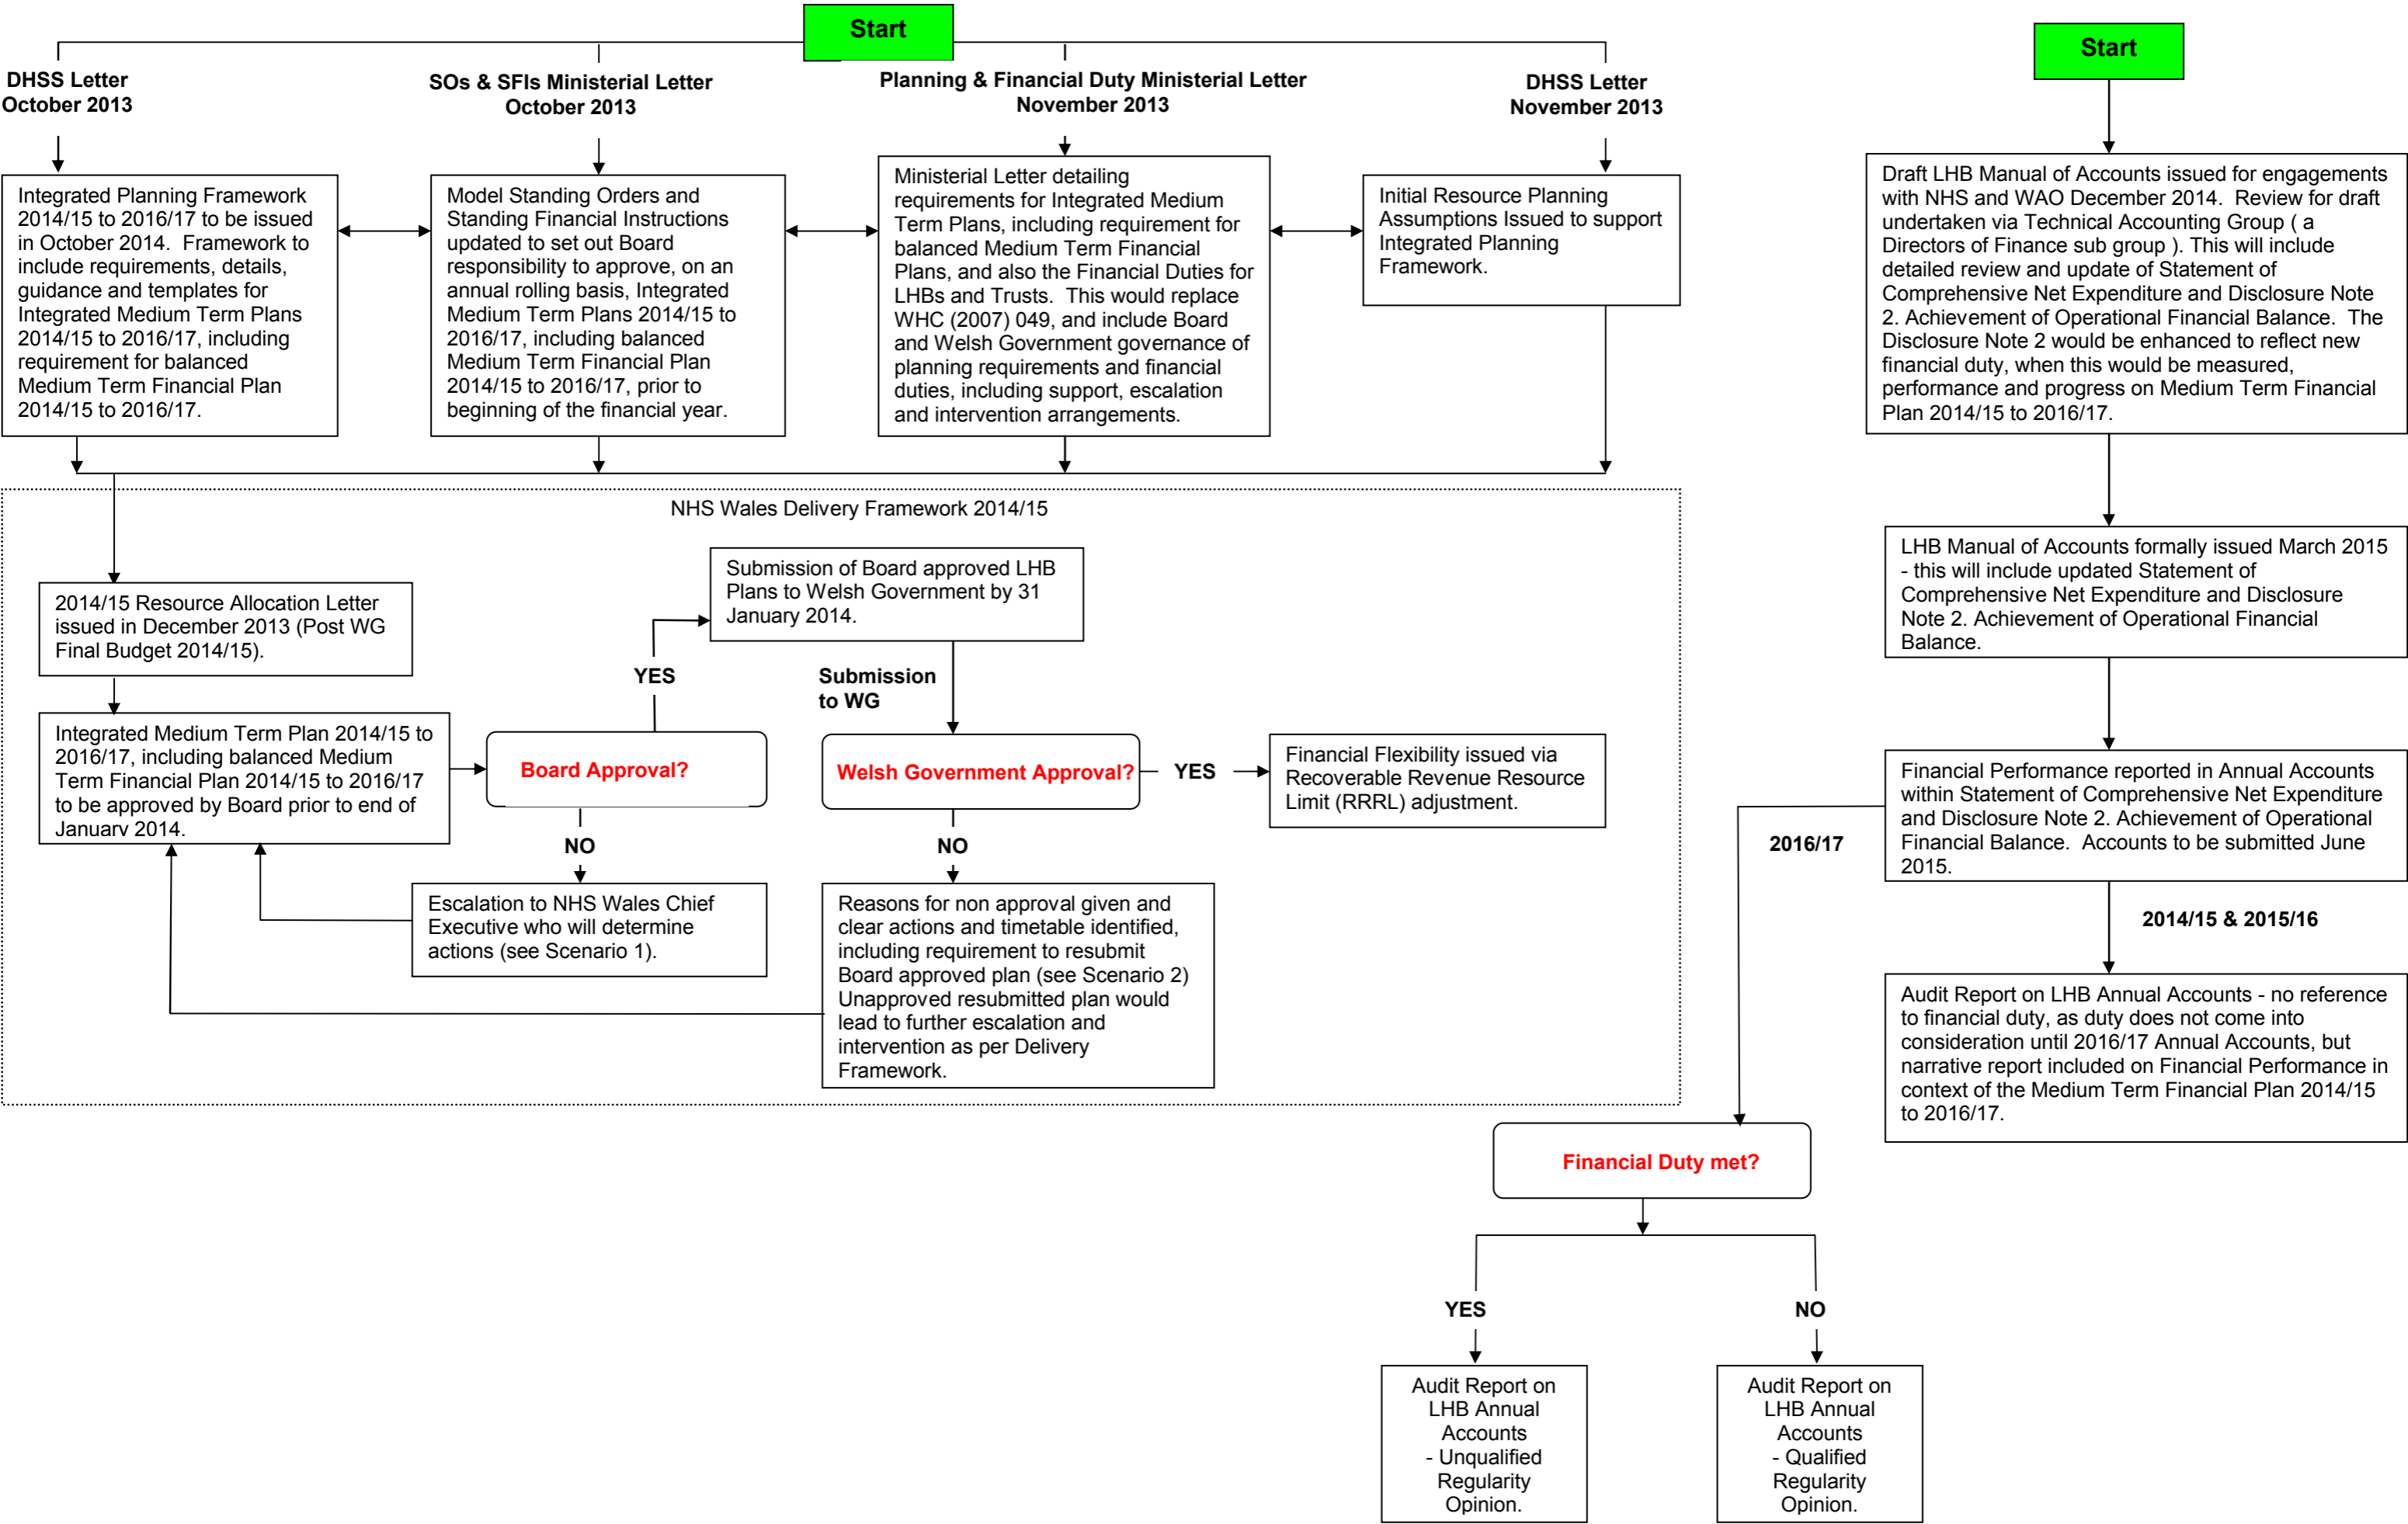 Start
DHSS Letter
October 2013
SOs & SFIs Ministerial Letter
October 2013
Planning & Financial Duty Ministerial Letter
November 2013
DHSS Letter
November 2013
Integrated Planning Framework
2014/15 to 2016/17 to be issued
in October 2014. Framework to
include requirements, details,
guidance and templates for
Integrated Medium Term Plans
2014/15 to 2016/17, including
requirement for balanced
Medium Term Financial Plan
2014/15 to 2016/17.
Model Standing Orders and
Standing Financial Instructions
updated to set out Board
responsibility to approve, on an
annual rolling basis, Integrated
Medium Term Plans 2014/15 to
2016/17, including balanced
Medium Term Financial Plan
2014/15 to 2016/17, prior to
beginning of the financial year.
Ministerial Letter detailing
requirements for Integrated Medium
Term Plans, including requirement for
balanced Medium Term Financial
Plans, and also the Financial Duties for
LHBs and Trusts. This would replace
WHC (2007) 049, and include Board
and Welsh Government governance of
planning requirements and financial
duties, including support, escalation
and intervention arrangements.
Initial Resource Planning
Assumptions Issued to support
Integrated Planning
Framework.
NHS Wales Delivery Framework 2014/15
2014/15 Resource Allocation Letter
issued in December 2013 (Post WG
Final Budget 2014/15).
Integrated Medium Term Plan 2014/15 to
2016/17, including balanced Medium
Term Financial Plan 2014/15 to 2016/17
to be approved by Board prior to end of
January 2014.
Board Approval?
YES
Submission of Board approved LHB
Plans to Welsh Government by 31
January 2014.
Submission
to WG
Welsh Government Approval?
YES
Financial Flexibility issued via
Recoverable Revenue Resource
Limit (RRRL) adjustment.
NO
Escalation to NHS Wales Chief
Executive who will determine
actions (see Scenario 1).
NO
Reasons for non approval given and
clear actions and timetable identified,
including requirement to resubmit
Board approved plan (see Scenario 2)
Unapproved resubmitted plan would
lead to further escalation and
intervention as per Delivery
Framework.
Start
Draft LHB Manual of Accounts issued for engagements
with NHS and WAO December 2014. Review for draft
undertaken via Technical Accounting Group ( a
Directors of Finance sub group ). This will include
detailed review and update of Statement of
Comprehensive Net Expenditure and Disclosure Note
2. Achievement of Operational Financial Balance. The
Disclosure Note 2 would be enhanced to reflect new
financial duty, when this would be measured,
performance and progress on Medium Term Financial
Plan 2014/15 to 2016/17.
LHB Manual of Accounts formally issued March 2015
- this will include updated Statement of
Comprehensive Net Expenditure and Disclosure
Note 2. Achievement of Operational Financial
Balance.
Financial Performance reported in Annual Accounts
within Statement of Comprehensive Net Expenditure
and Disclosure Note 2. Achievement of Operational
Financial Balance. Accounts to be submitted June
2015.
2016/17
2014/15 & 2015/16
Audit Report on LHB Annual Accounts - no reference
to financial duty, as duty does not come into
consideration until 2016/17 Annual Accounts, but
narrative report included on Financial Performance in
context of the Medium Term Financial Plan 2014/15
to 2016/17.
Financial Duty met?
YES
NO
Audit Report on
LHB Annual
Accounts
- Unqualified
Regularity
Opinion.
Audit Report on
LHB Annual
Accounts
- Qualified
Regularity
Opinion.